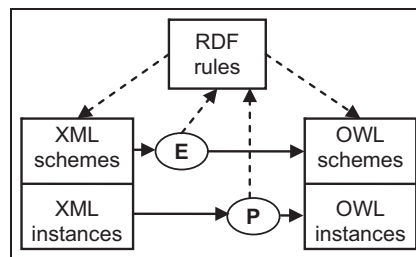 RDF
rules
XML
schemes
E
OWL
schemes
XML
instances
P
OWL
instances